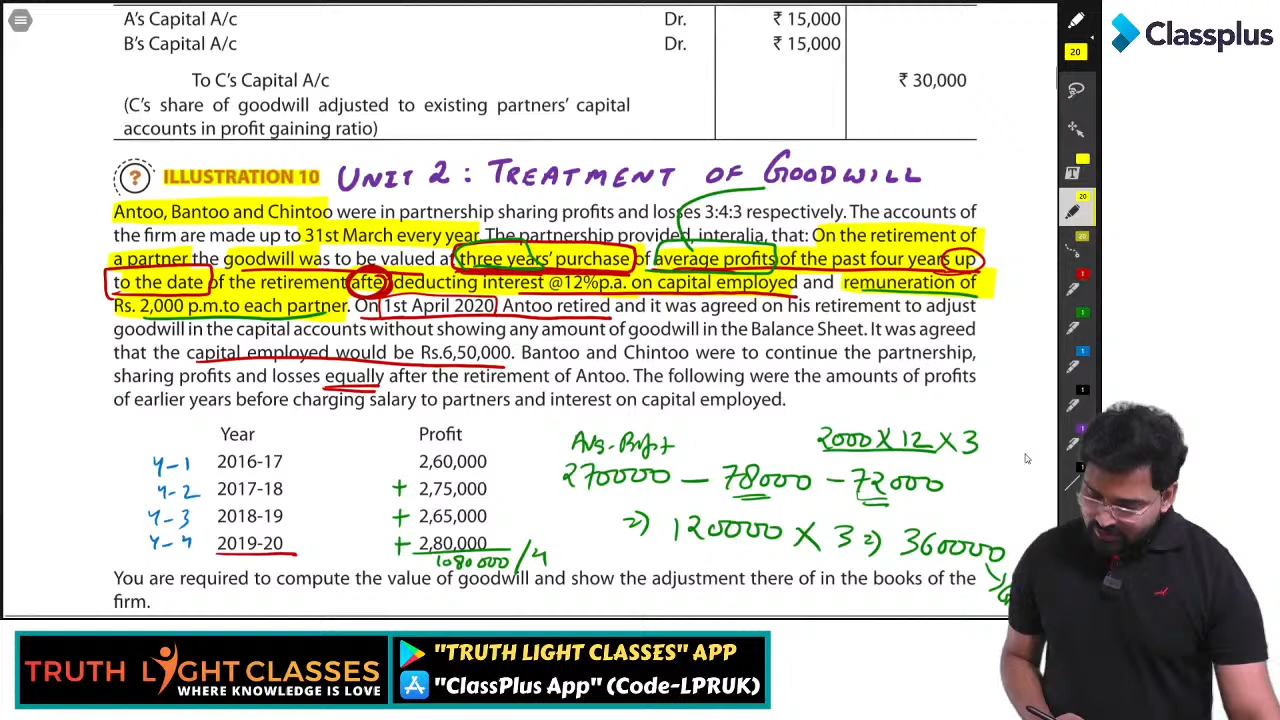 A's Capital A/c Dr. ₹ 15,000
B's Capital A/c Dr. ₹ 15,000
To C's Capital A/c ₹ 30,000
(C's share of goodwill adjusted to existing partners' capital
accounts in profit gaining ratio)
Classplus
20
? ILLUSTRATION 10 UNIT 2 : TREATMENT OF GOODWILL
Antoo, Bantoo and Chintoo were in partnership sharing profits and losses 3:4:3 respectively. The accounts of
the firm are made up to 31st March every year. The partnership provided, interalia, that: On the retirement of
a partner the goodwill was to be valued at three years' purchase of average profits of the past four years up
to the date of the retirement after deducting interest @12%p.a. on capital employed and remuneration of
Rs. 2,000 p.m.to each partner. On 1st April 2020 Antoo retired and it was agreed on his retirement to adjust
goodwill in the capital accounts without showing any amount of goodwill in the Balance Sheet. It was agreed
that the capital employed would be Rs.6,50,000. Bantoo and Chintoo were to continue the partnership,
sharing profits and losses equally after the retirement of Antoo. The following were the amounts of profits
of earlier years before charging salary to partners and interest on capital employed.
Year Profit
Y-1 2016-17 2,60,000
Y-2 2017-18 + 2,75,000
Y-3 2018-19 + 2,65,000
Y-4 2019-20 + 2,80,000
1080000 / 4
Avg. Profit 2000 X 12 X 3
270000 - 78000 - 72000
=) 120000 X 3 =) 360000
You are required to compute the value of goodwill and show the adjustment there of in the books of the
firm.
TRUTH LIGHT CLASSES
WHERE KNOWLEDGE IS LOVE
"TRUTH LIGHT CLASSES" APP
"ClassPlus App" (Code-LPRUK)